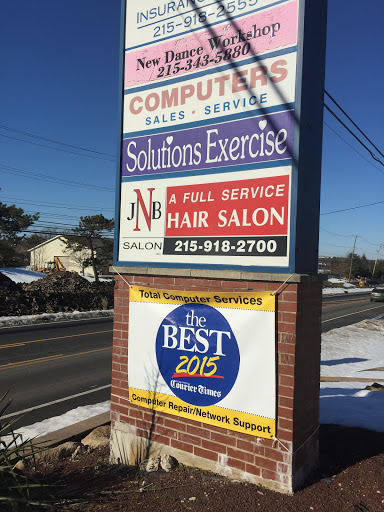 INSURANCE
215-918-2555
New Dance Workshop
215-343-5880
COMPUTERS
SALES · SERVICE
Solutions Exercise
JNB
SALON
A FULL SERVICE
HAIR SALON
215-918-2700
Total Computer Services
the
BEST
2015
Courier Times
Computer Repair/Network Support